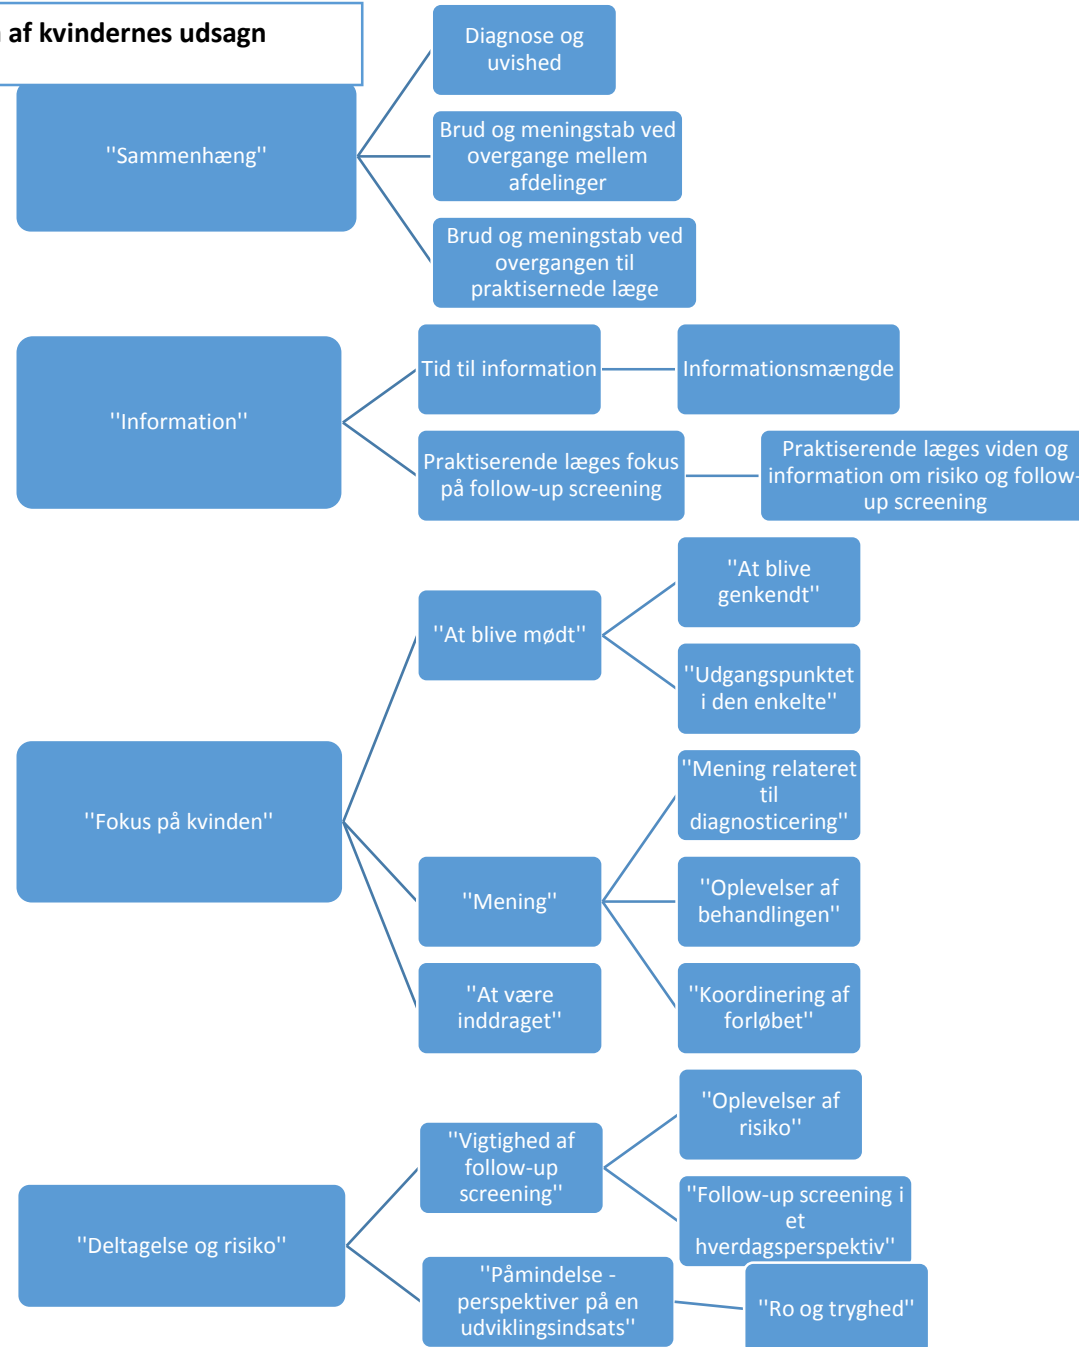 af kvindernes udsagn
"Sammenhæng"
Diagnose og
uvished
Brud og meningstab ved
overgange mellem
afdelinger
Brud og meningstab ved
overgangen til
praktisernede læge
"Information"
Tid til information
Informationsmængde
Praktiserende læges fokus
på follow-up screening
Praktiserende læges viden og
information om risiko og follow-
up screening
"Fokus på kvinden"
"At blive mødt"
"At blive
genkendt"
"Udgangspunktet
i den enkelte"
"Mening"
"Mening relateret
til
diagnosticering"
"Oplevelser af
behandlingen"
"Koordinering af
forløbet"
"At være
inddraget"
"Deltagelse og risiko"
"Vigtighed af
follow-up
screening"
"Oplevelser af
risiko"
"Follow-up screening i
et
hverdagsperspektiv"
"Påmindelse -
perspektiver på en
udviklingsindsats"
"Ro og tryghed"